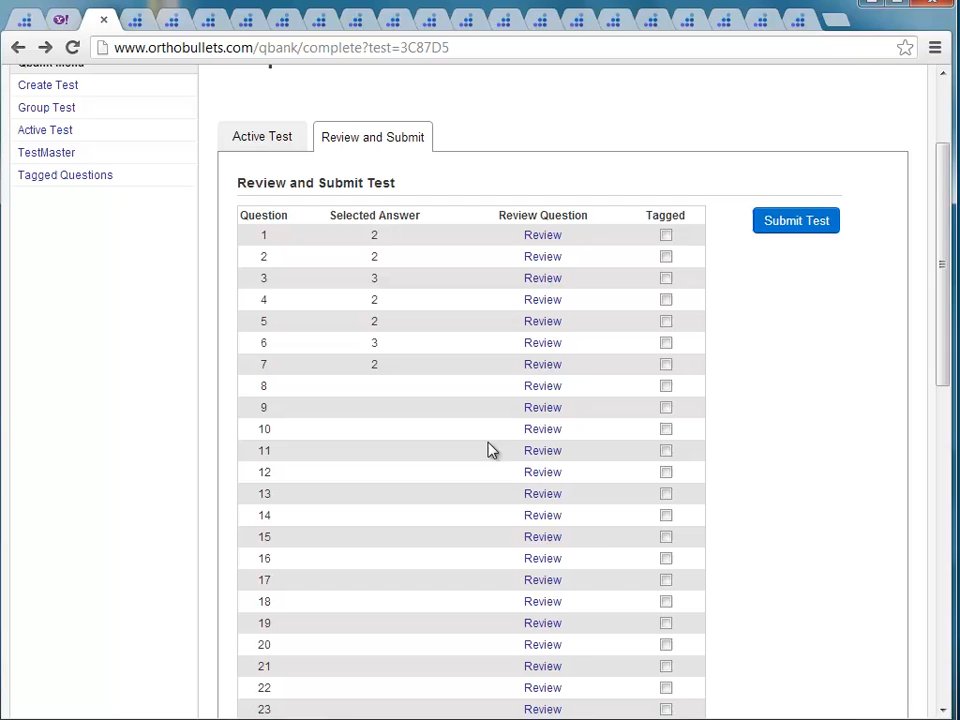 www.orthobullets.com/qbank/complete?test=3C87D5
Create Test
Group Test
Active Test
TestMaster
Tagged Questions
Active Test
Review and Submit
Review and Submit Test
Submit Test
Question Selected Answer Review Question Tagged
1 2 Review
2 2 Review
3 3 Review
4 2 Review
5 2 Review
6 3 Review
7 2 Review
8 Review
9 Review
10 Review
11 Review
12 Review
13 Review
14 Review
15 Review
16 Review
17 Review
18 Review
19 Review
20 Review
21 Review
22 Review
23 Review